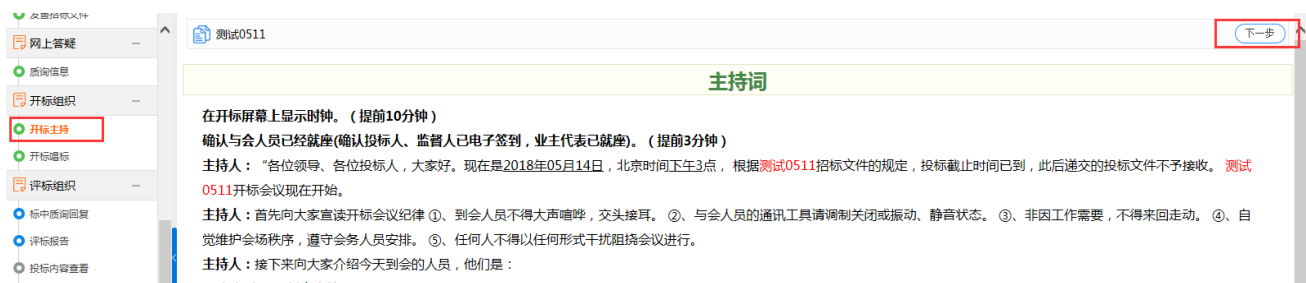 发售招标文件
网上答疑
质询信息
开标组织
开标主持
开标唱标
评标组织
标中质询回复
评标报告
投标内容查看
测试0511
下一步
主持词
在开标屏幕上显示时钟。（提前10分钟）
确认与会人员已经就座(确认投标人、监督人已电子签到，业主代表已就座)。（提前3分钟）
主持人：“各位领导、各位投标人，大家好。现在是2018年05月14日，北京时间下午3点， 根据测试0511招标文件的规定，投标截止时间已到，此后递交的投标文件不予接收。 测试
0511开标会议现在开始。
主持人：首先向大家宣读开标会议纪律 ①、到会人员不得大声喧哗，交头接耳。 ②、与会人员的通讯工具请调制关闭或振动、静音状态。 ③、非因工作需要，不得来回走动。 ④、自
觉维护会场秩序，遵守会务人员安排。 ⑤、任何人不得以任何形式干扰阻挠会议进行。
主持人：接下来向大家介绍今天到会的人员，他们是：